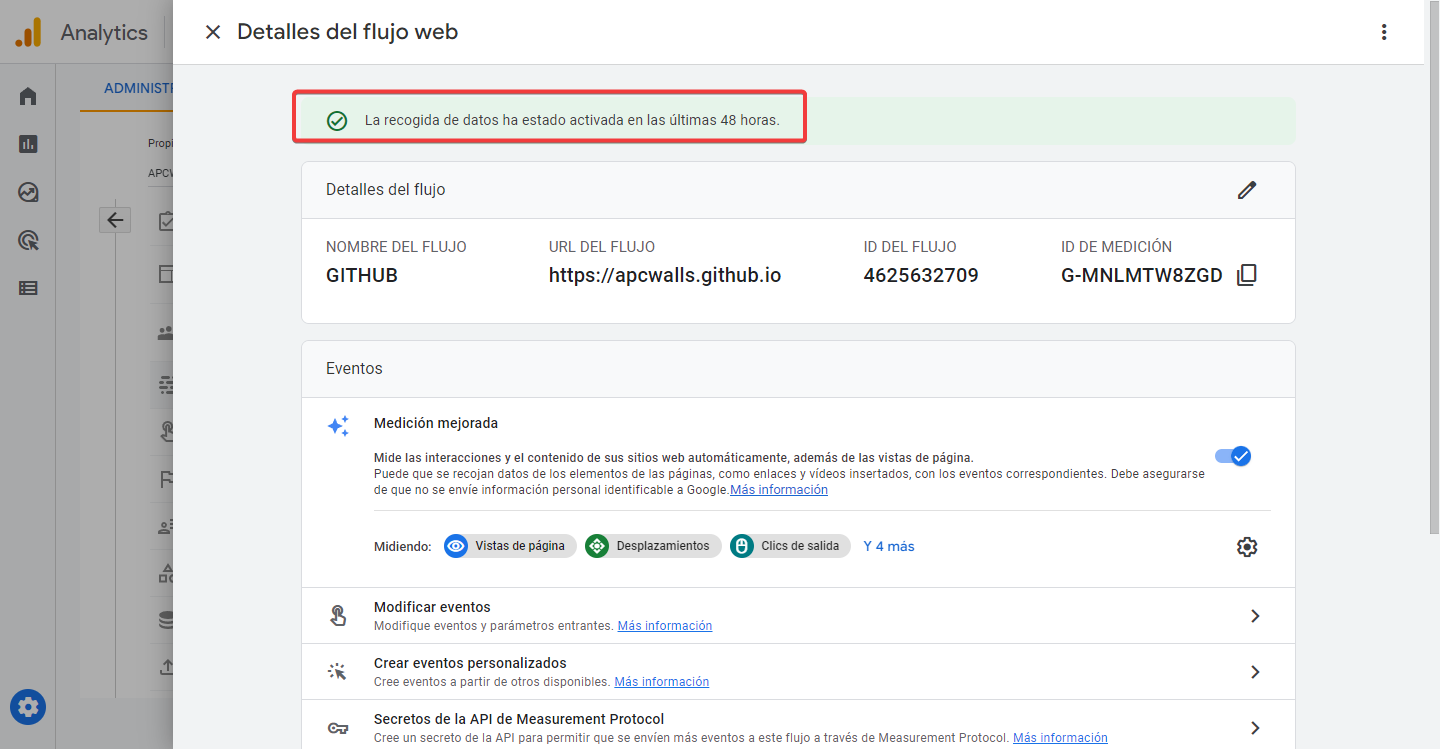 Analytics
Detalles del flujo web
ADMINISTR
Propi
APCW
La recogida de datos ha estado activada en las últimas 48 horas.
Detalles del flujo
NOMBRE DEL FLUJO
GITHUB
URL DEL FLUJO
https://apcwalls.github.io
ID DEL FLUJO
4625632709
ID DE MEDICIÓN
G-MNLMTW8ZGD
Eventos
Medición mejorada
Mide las interacciones y el contenido de sus sitios web automáticamente, además de las vistas de página.
Puede que se recojan datos de los elementos de las páginas, como enlaces y vídeos insertados, con los eventos correspondientes. Debe asegurarse
de que no se envíe información personal identificable a Google.Más información
Midiendo: Vistas de página Desplazamientos Clics de salida Y 4 más
Modificar eventos
Modifique eventos y parámetros entrantes. Más información
Crear eventos personalizados
Cree eventos a partir de otros disponibles. Más información
Secretos de la API de Measurement Protocol
Cree un secreto de la API para permitir que se envíen más eventos a este flujo a través de Measurement Protocol. Más información